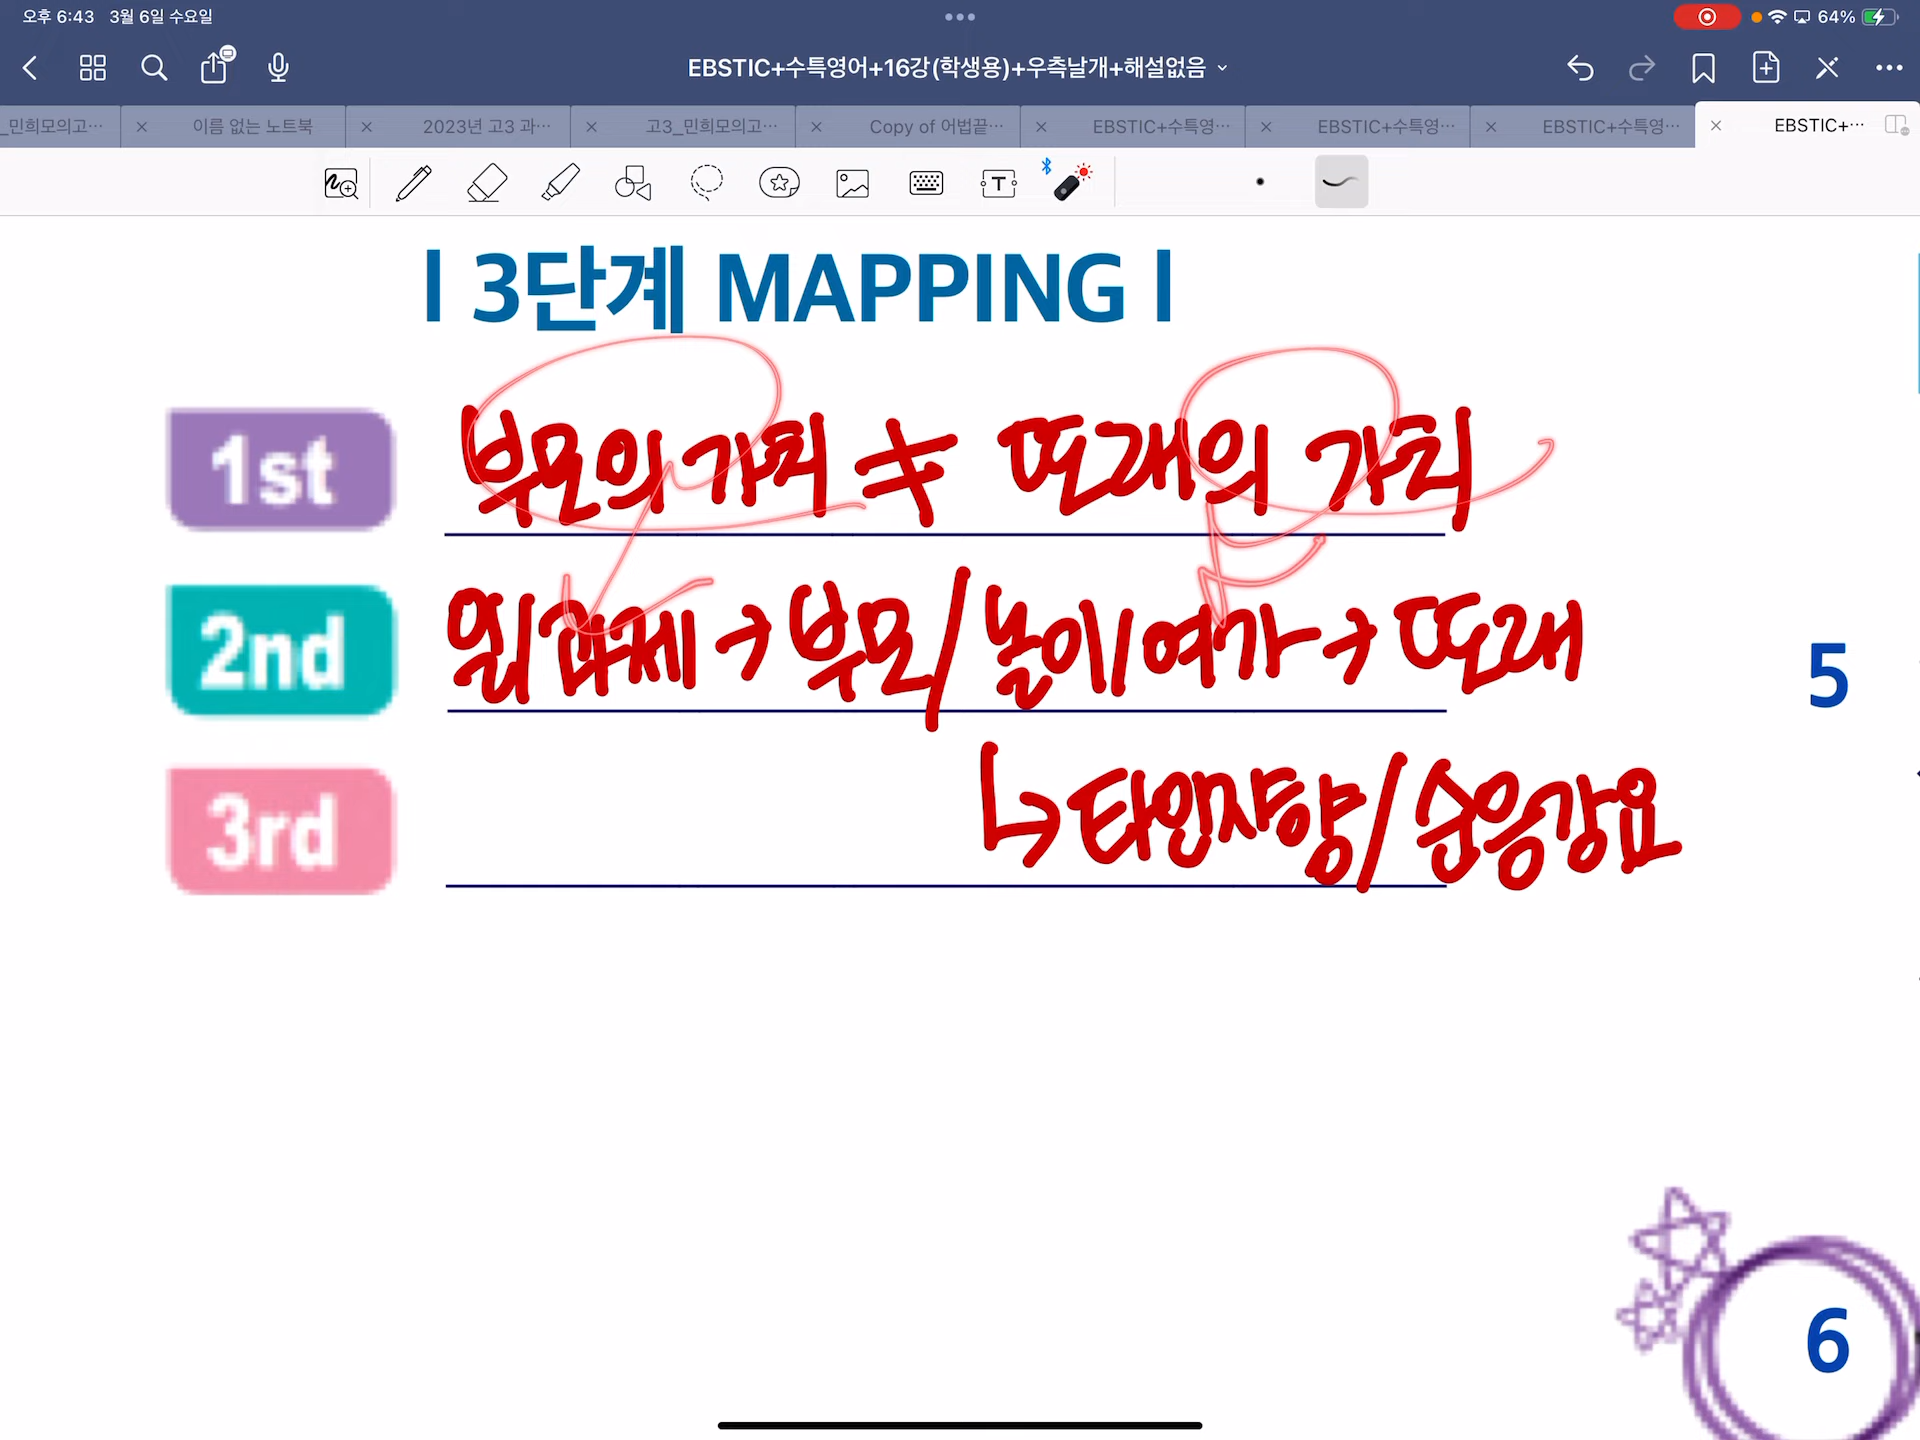 오후 6:43 3월 6일 수요일
64%
EBSTIC+수특영어+16강(학생용)+우측날개+해설없음
_민희모의고··· 이름 없는 노트북 2023년 고3 과··· 고3_민희모의고··· Copy of 어법끝··· EBSTIC+수특영··· EBSTIC+수특영··· EBSTIC+수특영··· EBSTIC+···
| 3단계 MAPPING |
1st 부모의 가치 ≠ 또래의 가치
2nd 일/과제 → 부모 / 놀이/여가 → 또래
5
3rd ↳ 타인지향 / 순응강요
6